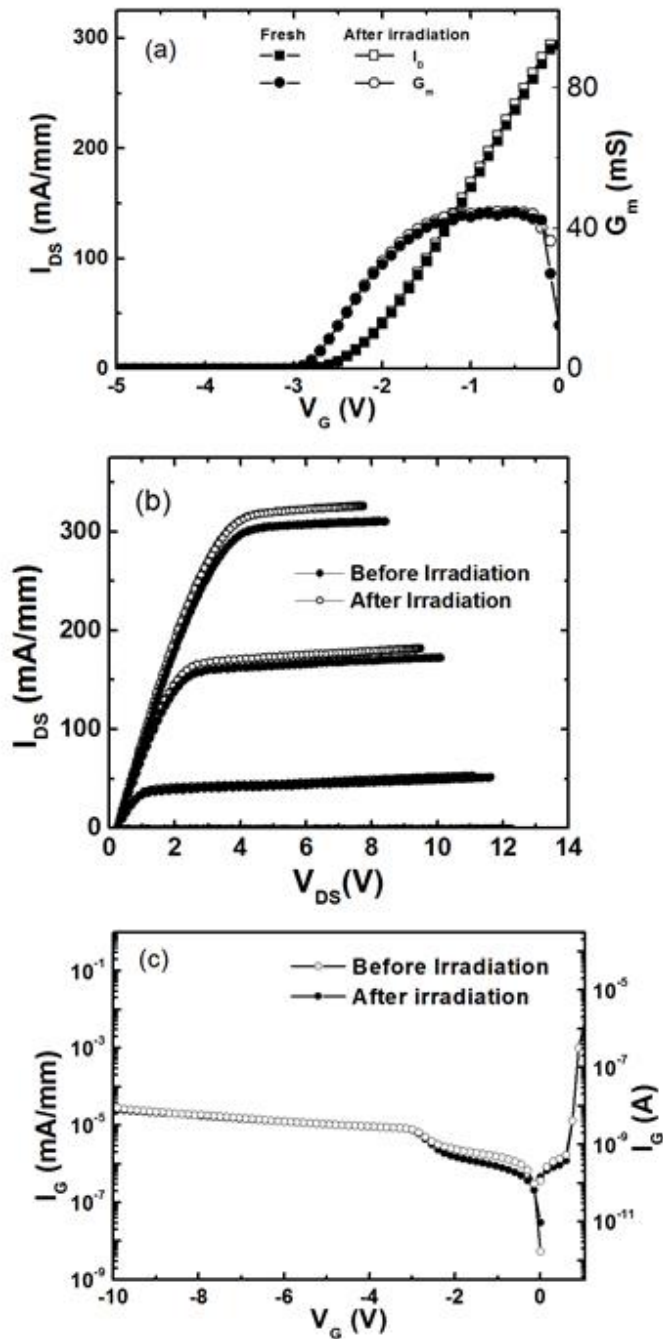 (a)
Fresh After irradiation
I_D
G_m
300
200
100
0
80
40
0
I_DS (mA/mm)
G_m (mS)
-5 -4 -3 -2 -1 0
V_G (V)
(b)
Before Irradiation
After Irradiation
300
200
100
0
I_DS (mA/mm)
0 2 4 6 8 10 12 14
V_DS(V)
(c)
Before Irradiation
After irradiation
10^-1
10^-3
10^-5
10^-7
10^-9
10^-5
10^-7
10^-9
10^-11
I_G (mA/mm)
I_G (A)
-10 -8 -6 -4 -2 0
V_G (V)